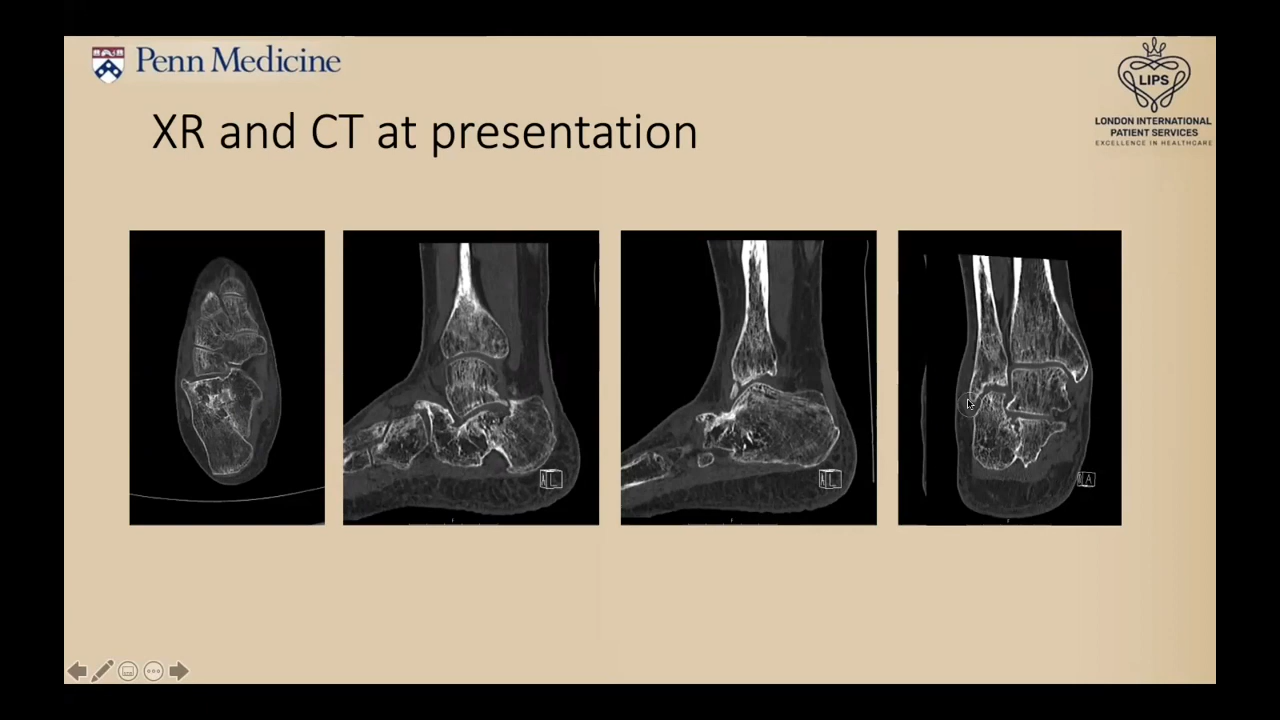 Penn Medicine
LIPS
LONDON INTERNATIONAL
PATIENT SERVICES
EXCELLENCE IN HEALTHCARE
XR and CT at presentation
A L
A L
A